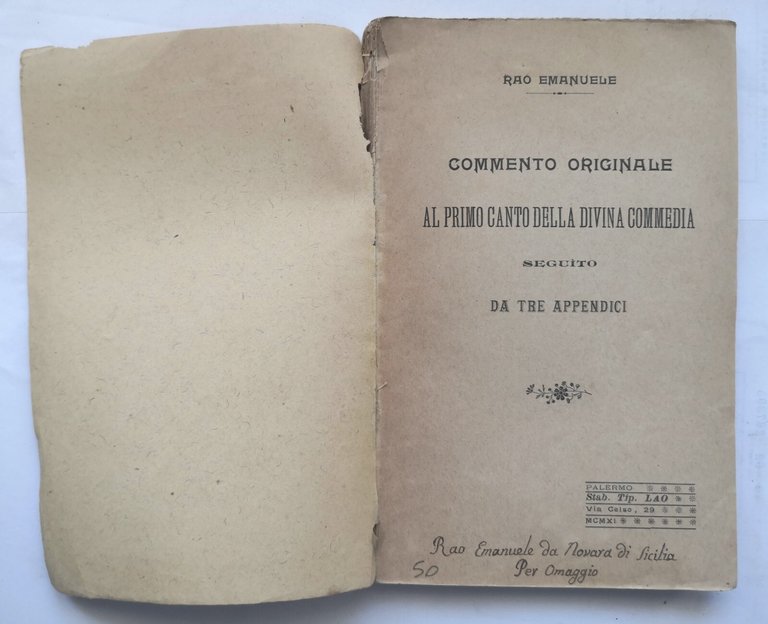 RAO EMANUELE
COMMENTO ORIGINALE
AL PRIMO CANTO DELLA DIVINA COMMEDIA
SEGUITO
DA TRE APPENDICI
PALERMO
Stab. Tip. LAO
Via Celso, 29
MCMXI
Rao Emanuele da Novara di Sicilia
Per Omaggio
50